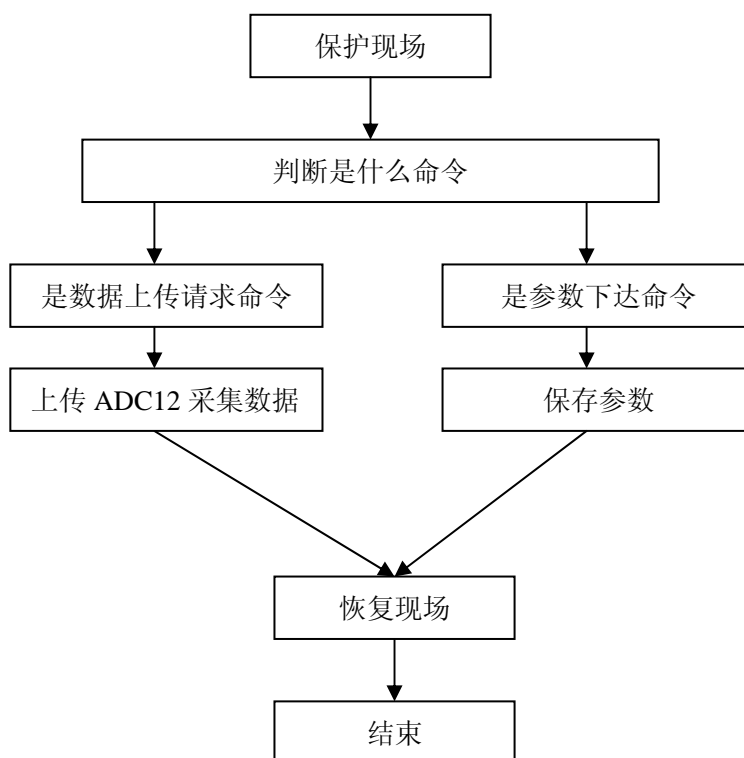 保护现场
判断是什么命令
是数据上传请求命令
是参数下达命令
上传 ADC12 采集数据
保存参数
恢复现场
结束